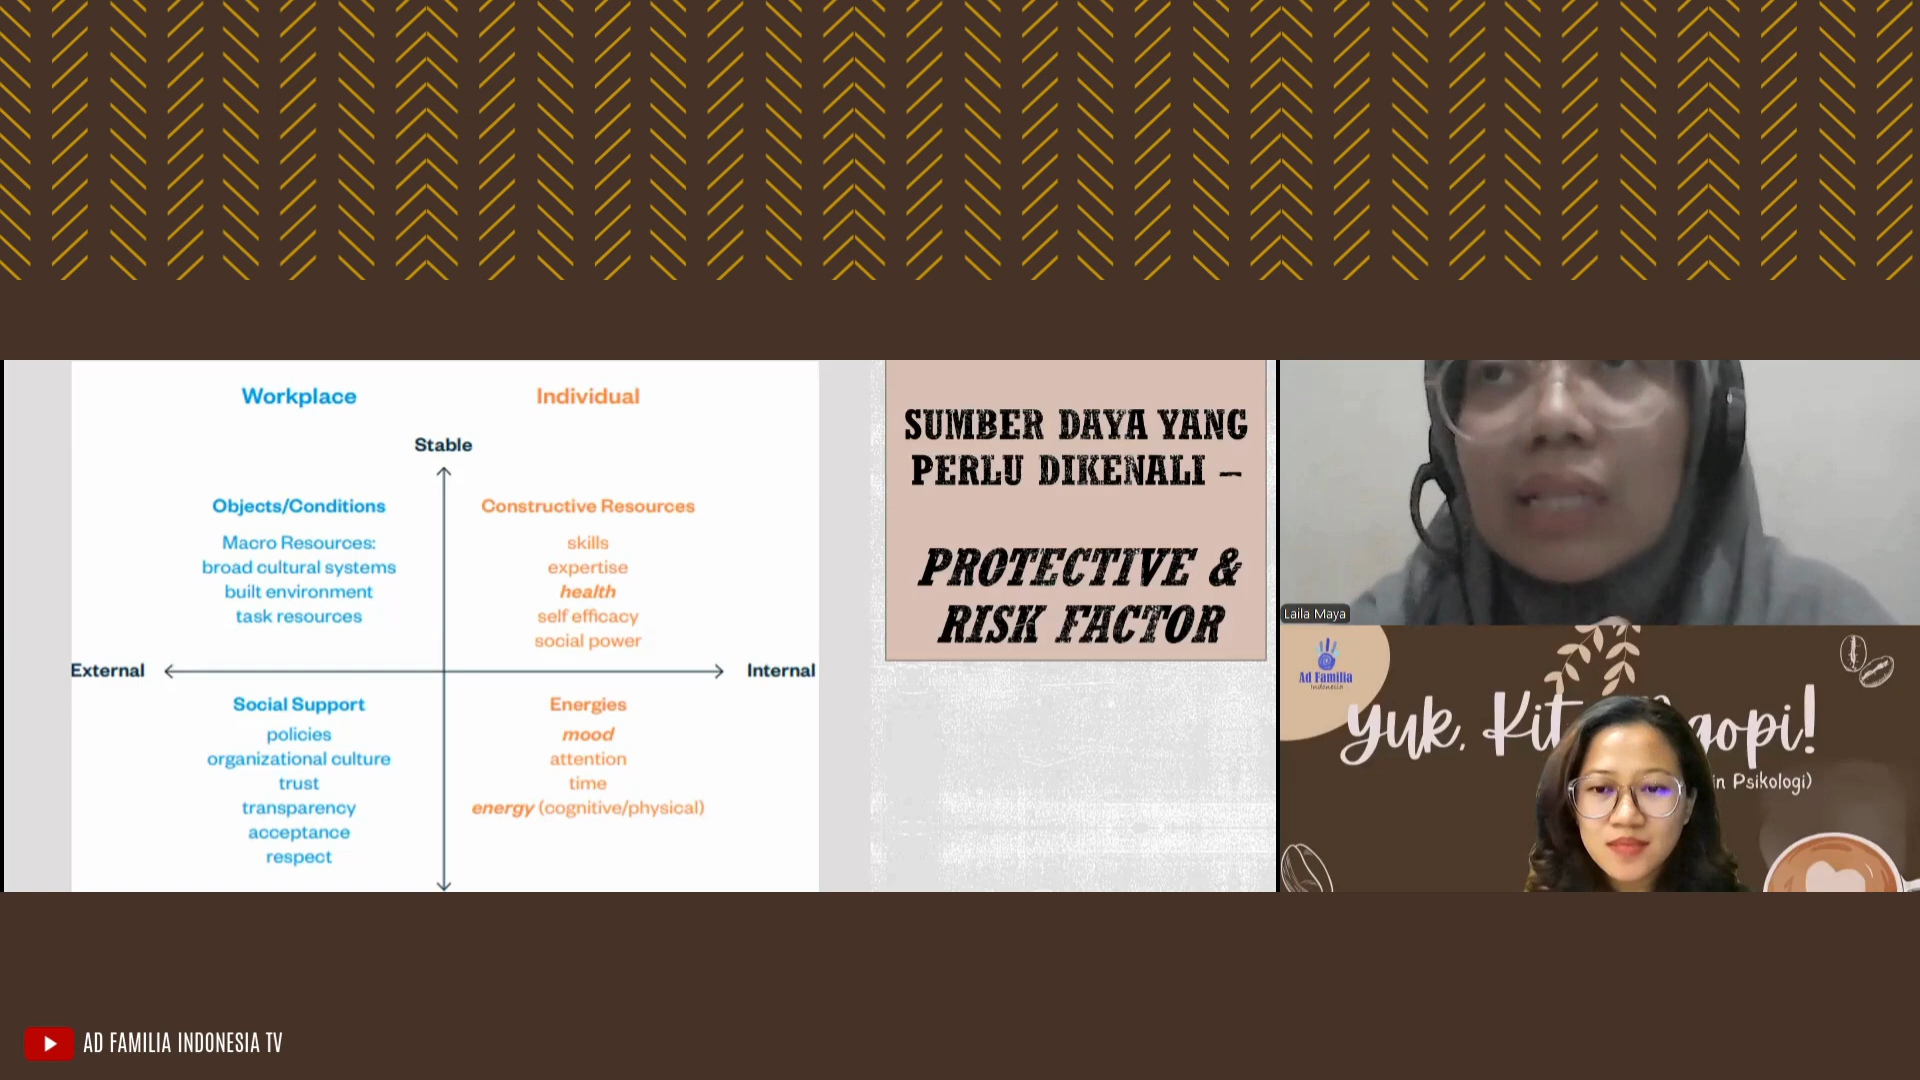 Workplace
Individual
Stable
Objects/Conditions
Macro Resources:
broad cultural systems
built environment
task resources
Constructive Resources
skills
expertise
health
self efficacy
social power
External
Internal
Social Support
policies
organizational culture
trust
transparency
acceptance
respect
Energies
mood
attention
time
energy (cognitive/physical)
SUMBER DAYA YANG
PERLU DIKENALI –
PROTECTIVE &
RISK FACTOR
Laila Maya
Ad Familia
Indonesia
Yuk, Kit gopi!
in Psikologi)
AD FAMILIA INDONESIA TV